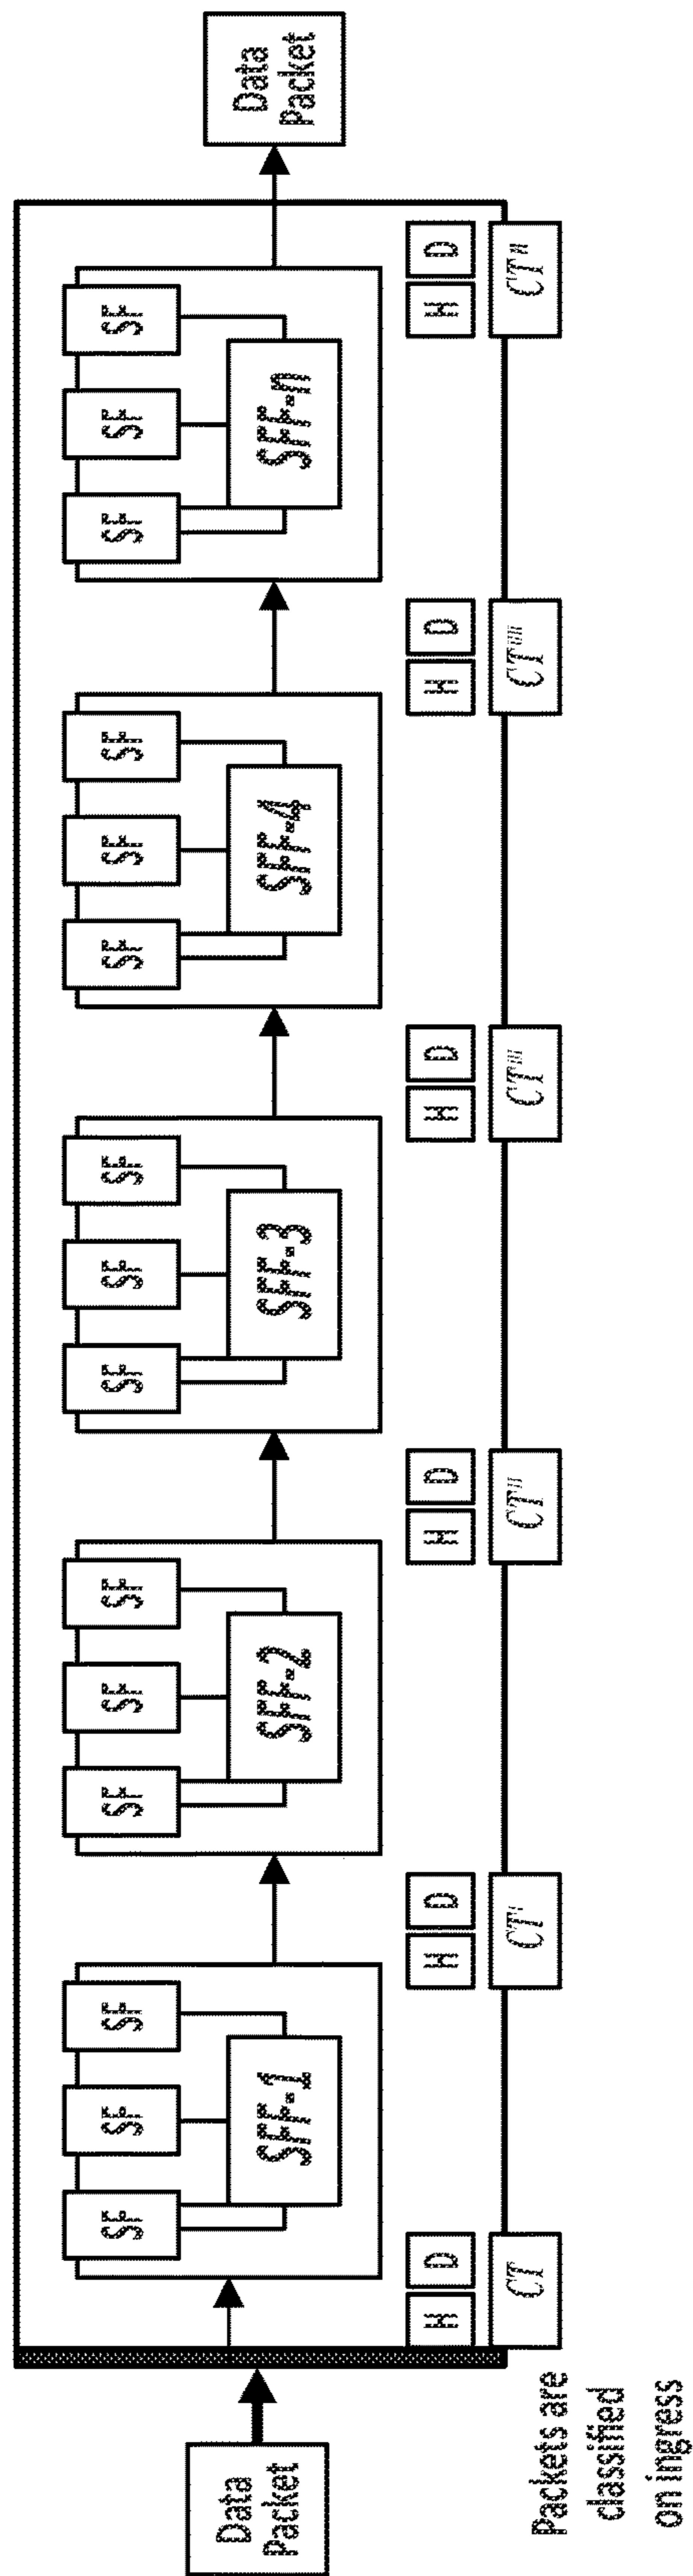 Data
Packet
SF
SF
SF
SFF-1
SF
SF
SF
SFF-2
SF
SF
SF
SFF-3
SF
SF
SF
SFF-4
SF
SF
SF
SFF-n
Data
Packet
H D
H D
H D
H D
H D
H D
CT
CT'
CT''
CT'''
CT''''
CTⁿ
Packets are
classified
on ingress